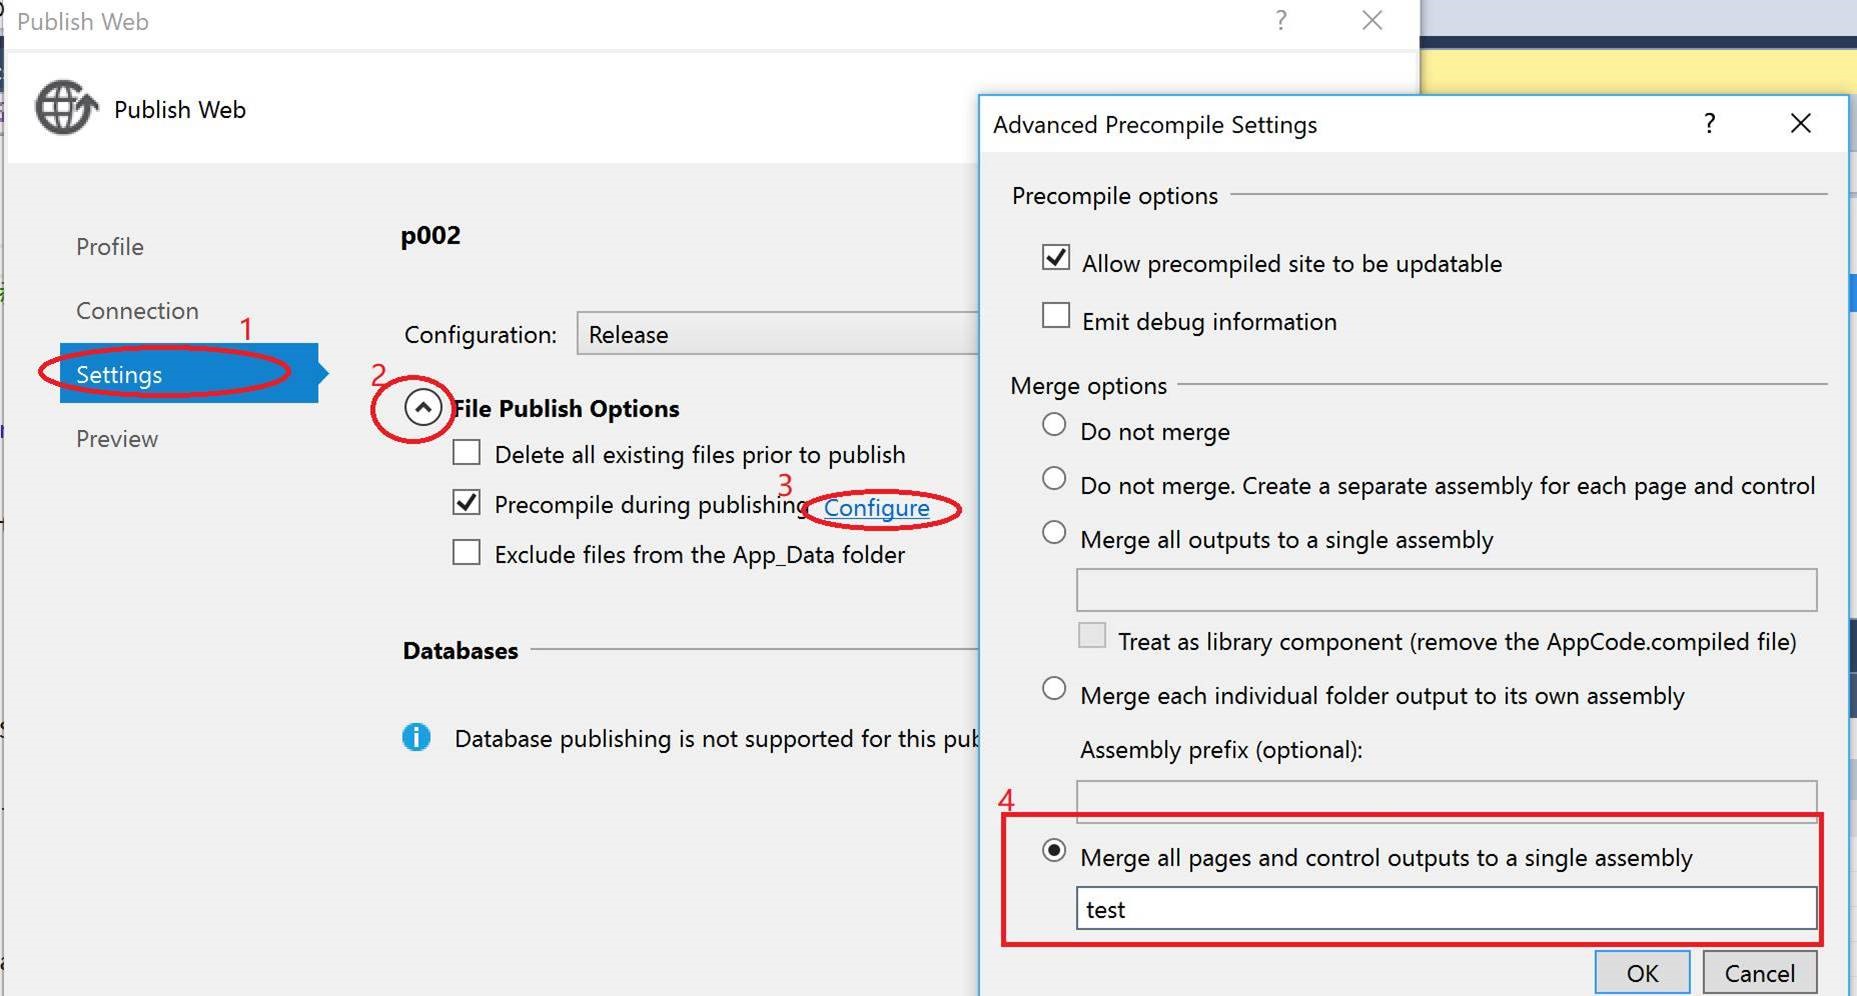 Publish Web
?
Publish Web
Profile
Connection
1
Settings
Preview
p002
Configuration: Release
2
File Publish Options
Delete all existing files prior to publish
3
Precompile during publishing Configure
Exclude files from the App_Data folder
Databases
Database publishing is not supported for this pub
Advanced Precompile Settings
?
Precompile options
Allow precompiled site to be updatable
Emit debug information
Merge options
Do not merge
Do not merge. Create a separate assembly for each page and control
Merge all outputs to a single assembly
Treat as library component (remove the AppCode.compiled file)
Merge each individual folder output to its own assembly
Assembly prefix (optional):
4
Merge all pages and control outputs to a single assembly
test
OK Cancel